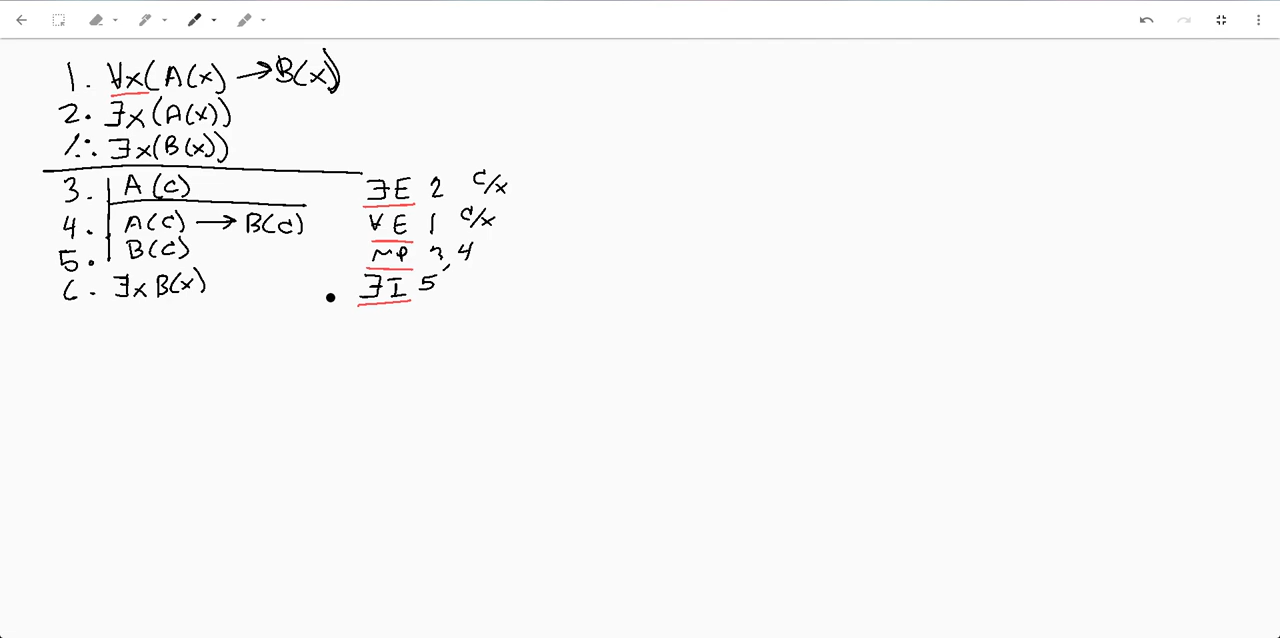 1. ∀x(A(x) → B(x))
2. ∃x(A(x))
/∴ ∃x(B(x))
3. A(c) ∃E 2 c/x
4. A(c) → B(c) ∀E 1 c/x
5. B(c) MP 3,4
6. ∃x B(x) ∃I 5